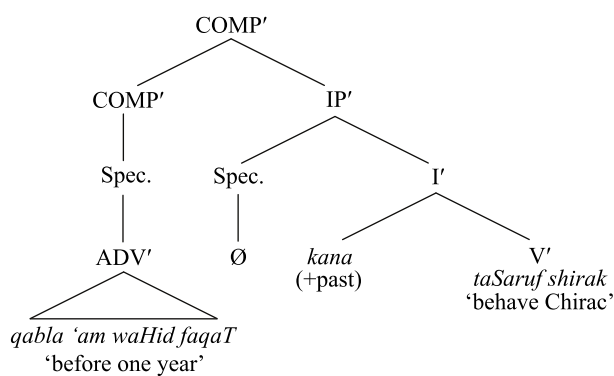 COMP′
COMP′ IP′
Spec. Spec. I′
ADV′ Ø kana V′
(+past) taSaruf shirak
‘behave Chirac’
qabla ‘am waHid faqaT
‘before one year’